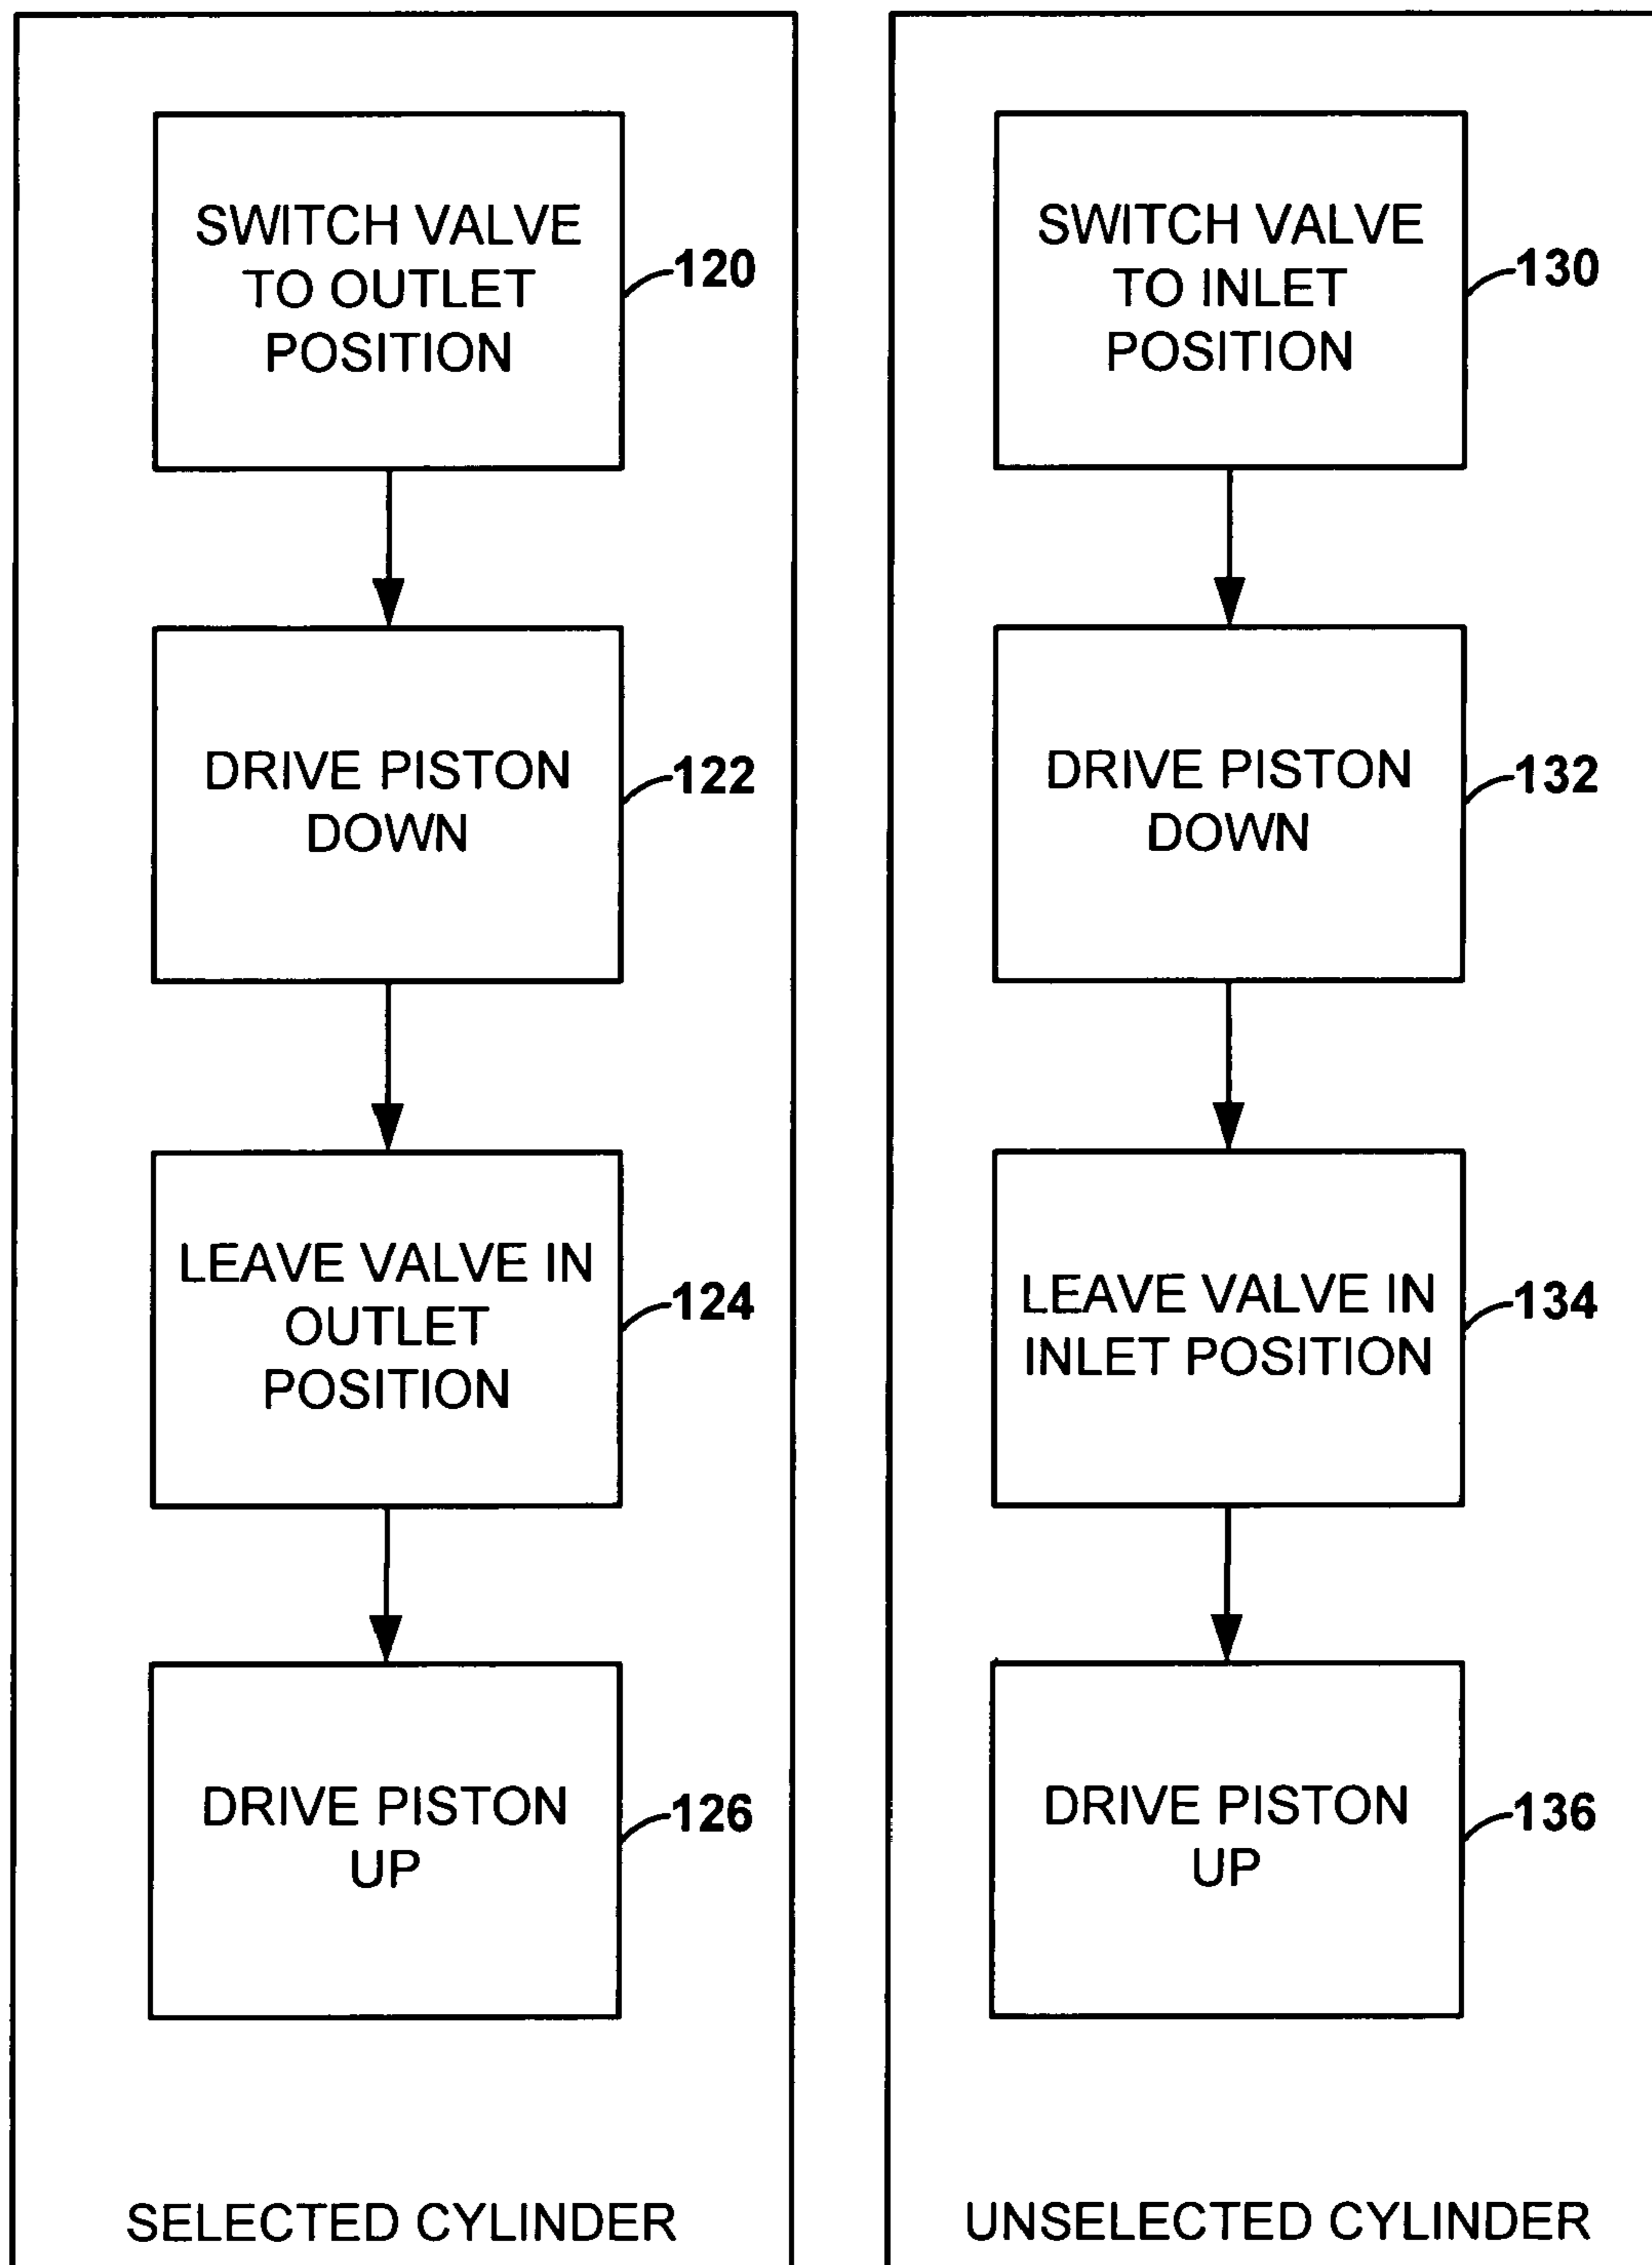 SWITCH VALVE
TO OUTLET
POSITION
120
DRIVE PISTON
DOWN
122
LEAVE VALVE IN
OUTLET
POSITION
124
DRIVE PISTON
UP
126
SELECTED CYLINDER
SWITCH VALVE
TO INLET
POSITION
130
DRIVE PISTON
DOWN
132
LEAVE VALVE IN
INLET POSITION
134
DRIVE PISTON
UP
136
UNSELECTED CYLINDER